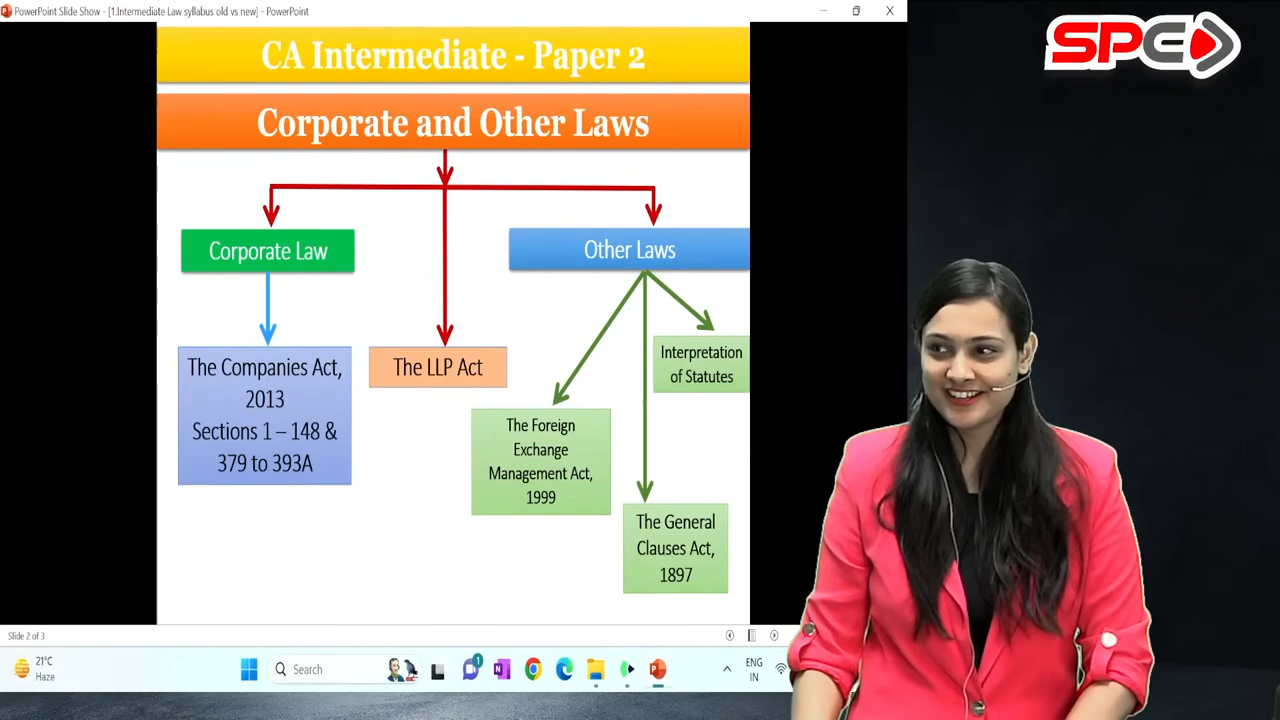 PowerPoint Slide Show - [1.Intermediate Law syllabus old vs new] - PowerPoint
SPC
CA Intermediate - Paper 2
Corporate and Other Laws
Corporate Law
Other Laws
The Companies Act,
2013
Sections 1 – 148 &
379 to 393A
The LLP Act
Interpretation
of Statutes
The Foreign
Exchange
Management Act,
1999
The General
Clauses Act,
1897
Slide 2 of 3
21°C
Haze
Search
1
ENG
IN